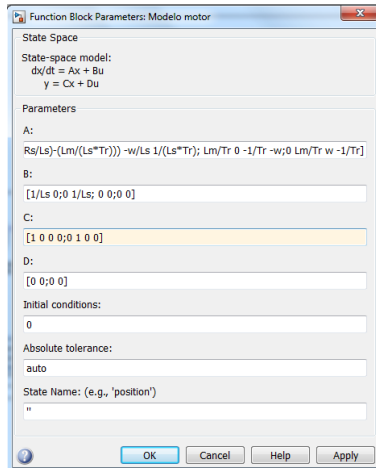 Function Block Parameters: Modelo motor
State Space
State-space model:
dx/dt = Ax + Bu
y = Cx + Du
Parameters
A:
Rs/Ls)-(Lm/(Ls*Tr))) -w/Ls 1/(Ls*Tr); Lm/Tr 0 -1/Tr -w;0 Lm/Tr w -1/Tr]
B:
[1/Ls 0;0 1/Ls; 0 0;0 0]
C:
[1 0 0 0;0 1 0 0]
D:
[0 0;0 0]
Initial conditions:
0
Absolute tolerance:
auto
State Name: (e.g., 'position')
''
OK Cancel Help Apply